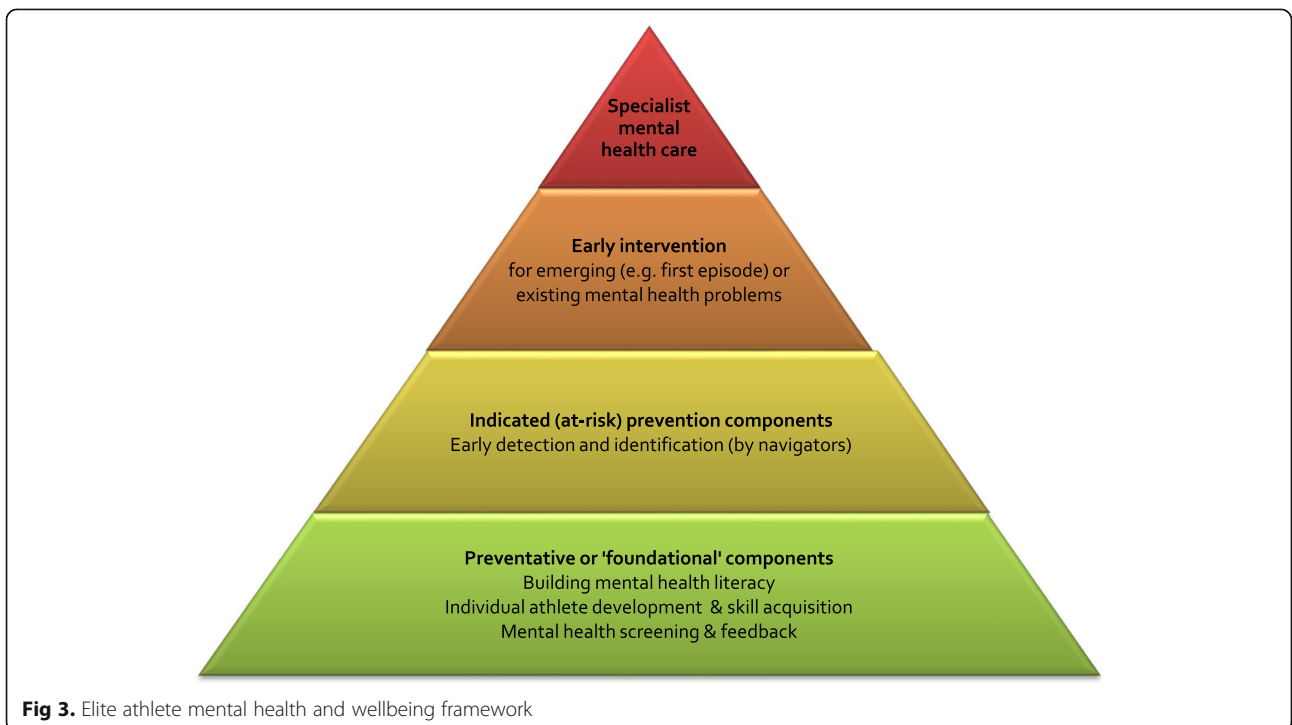 Specialist
mental
health care
Early intervention
for emerging (e.g. first episode) or
existing mental health problems
Indicated (at-risk) prevention components
Early detection and identification (by navigators)
Preventative or 'foundational' components
Building mental health literacy
Individual athlete development & skill acquisition
Mental health screening & feedback
Fig 3. Elite athlete mental health and wellbeing framework